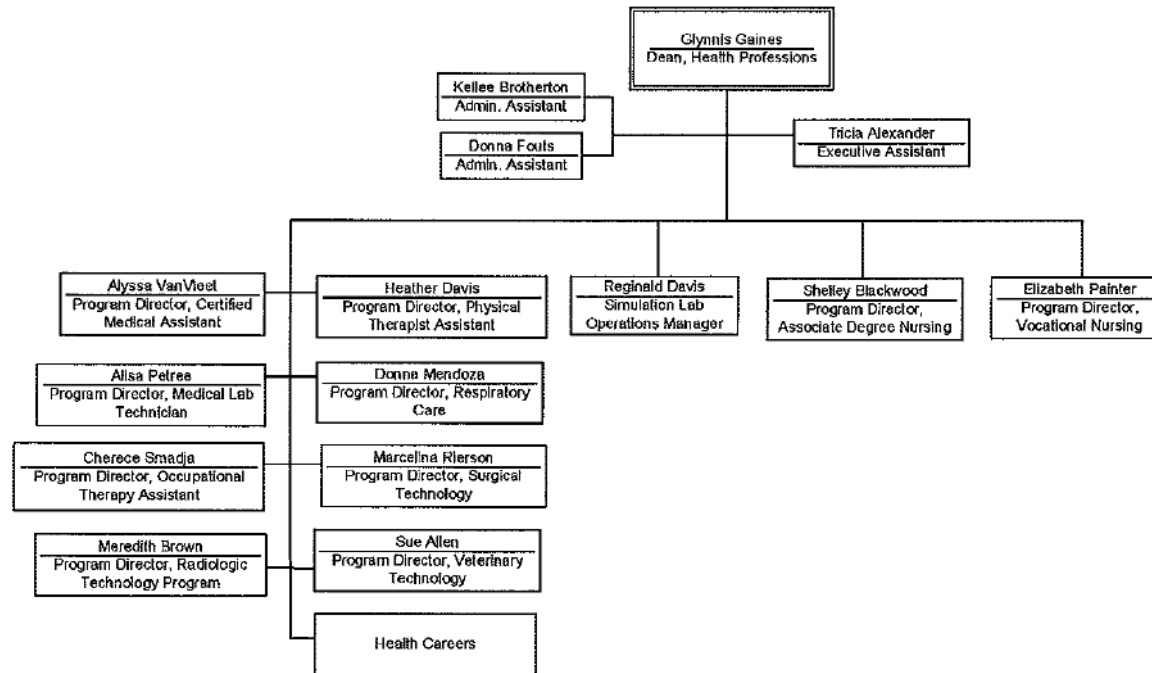 Glynnis Gaines
Dean, Health Professions
Kellee Brotherton
Admin. Assistant
Donna Fouts
Admin. Assistant
Tricia Alexander
Executive Assistant
Alyssa VanVleet
Program Director, Certified
Medical Assistant
Heather Davis
Program Director, Physical
Therapist Assistant
Reginald Davis
Simulation Lab
Operations Manager
Shelley Blackwood
Program Director,
Associate Degree Nursing
Elizabeth Painter
Program Director,
Vocational Nursing
Alisa Petree
Program Director, Medical Lab
Technician
Donna Mendoza
Program Director, Respiratory
Care
Cherece Smadja
Program Director, Occupational
Therapy Assistant
Marcelina Rierson
Program Director, Surgical
Technology
Meredith Brown
Program Director, Radiologic
Technology Program
Sue Allen
Program Director, Veterinary
Technology
Health Careers